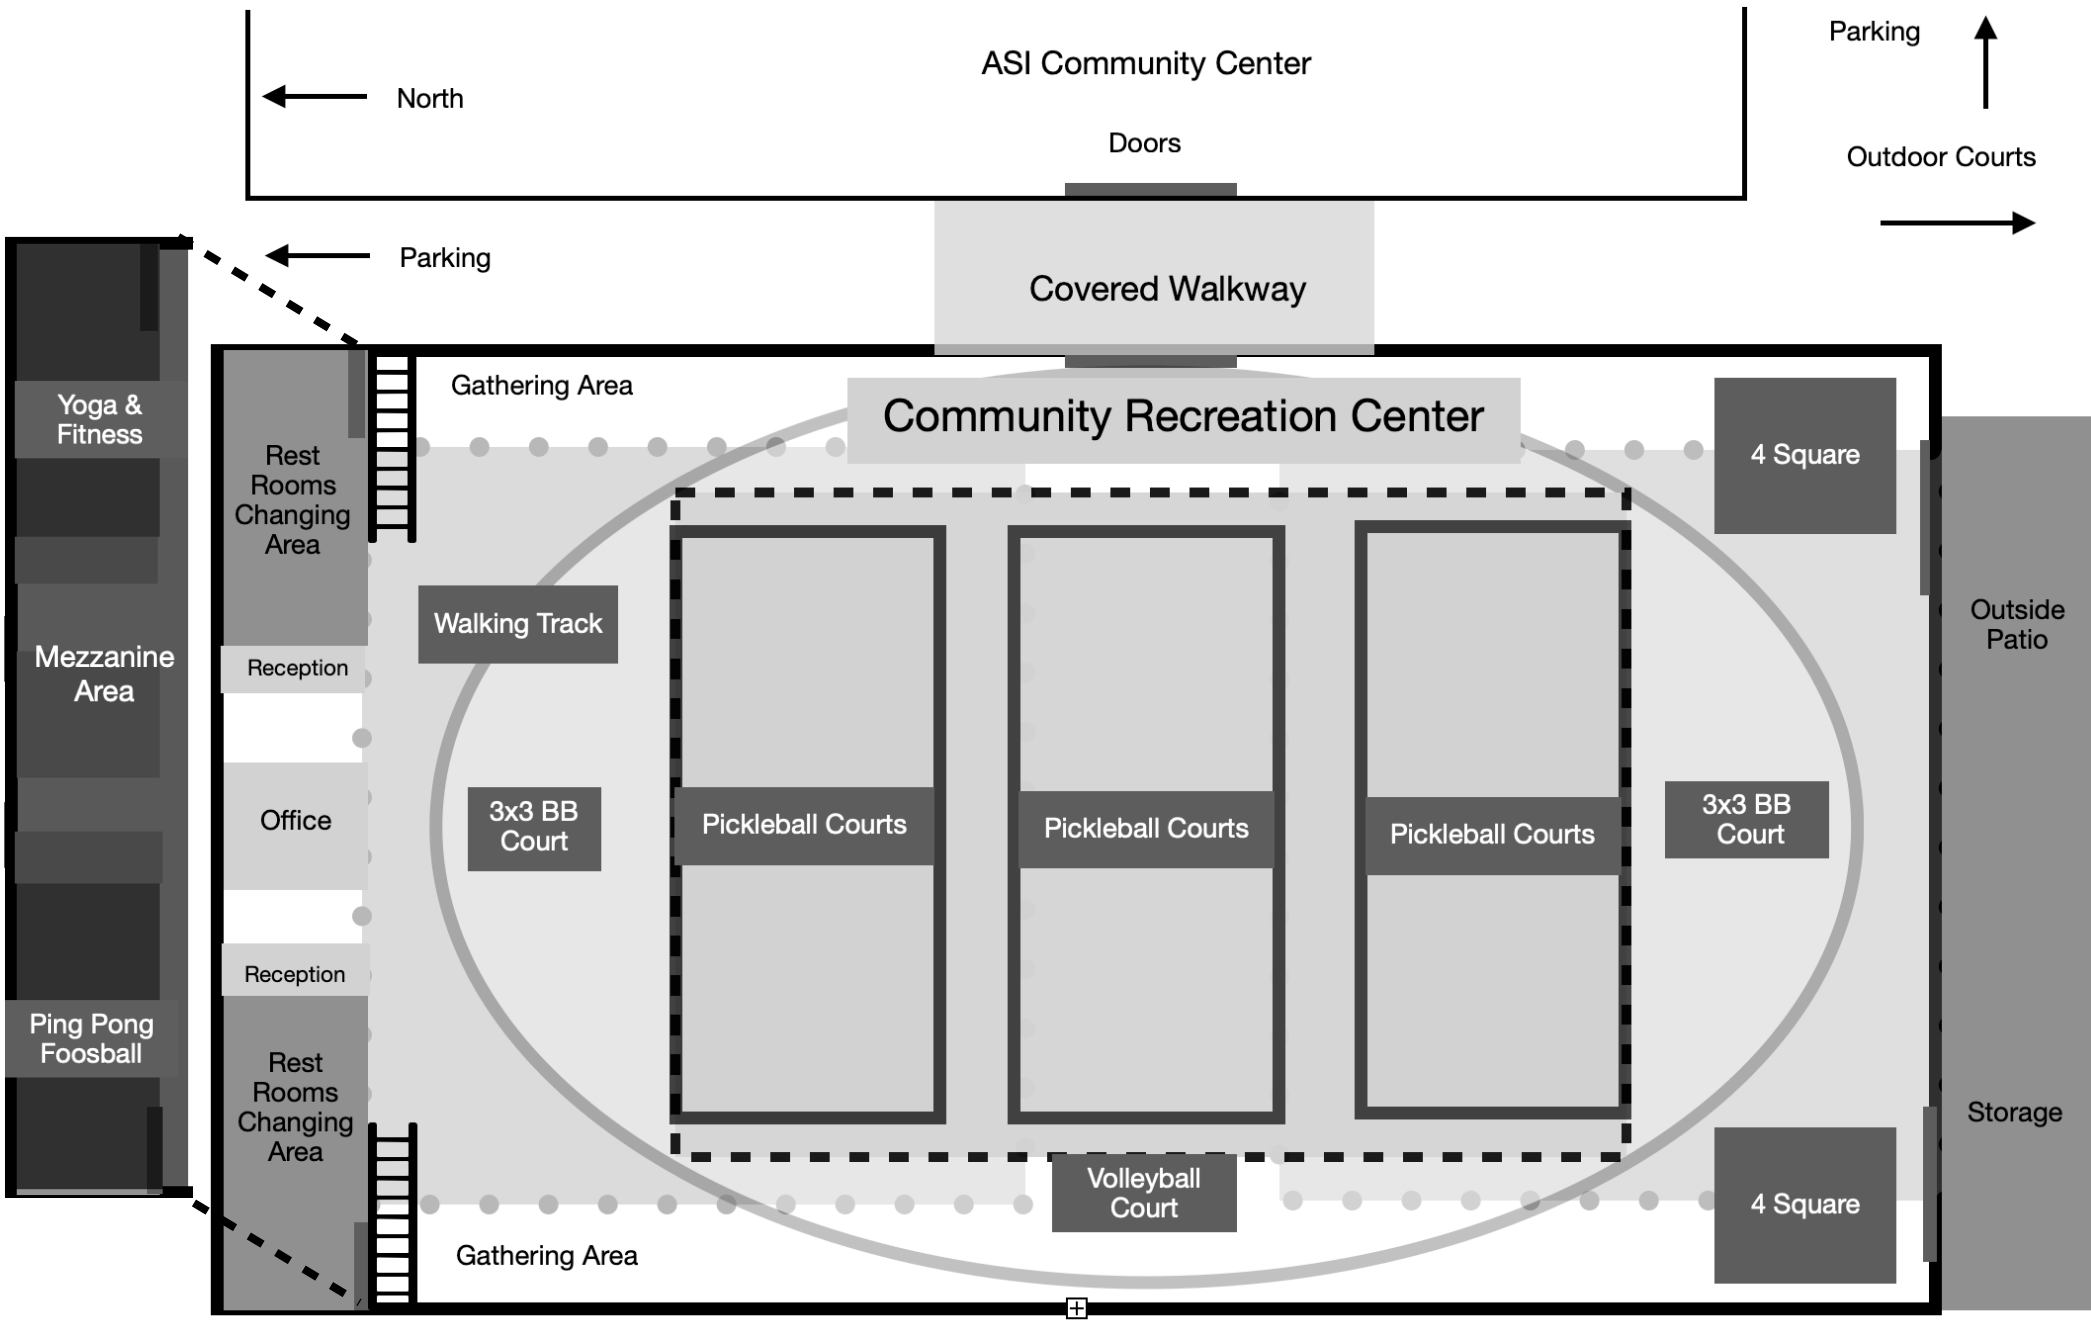 Parking
ASI Community Center
North
Doors
Outdoor Courts
Parking
Covered Walkway
Gathering Area
Community Recreation Center
Yoga &
Fitness
Rest
Rooms
Changing
Area
4 Square
Walking Track
Outside
Patio
Mezzanine
Area
Reception
3x3 BB
Court
Pickleball Courts
Pickleball Courts
Pickleball Courts
3x3 BB
Court
Office
Reception
Ping Pong
Foosball
Rest
Rooms
Changing
Area
Storage
Volleyball
Court
4 Square
Gathering Area